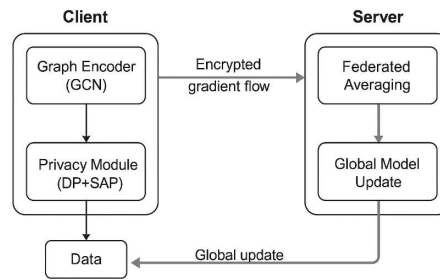 Client
Server
Graph Encoder
(GCN)
Encrypted
gradient flow
Federated
Averaging
Privacy Module
(DP+SAP)
Global Model
Update
Data
Global update